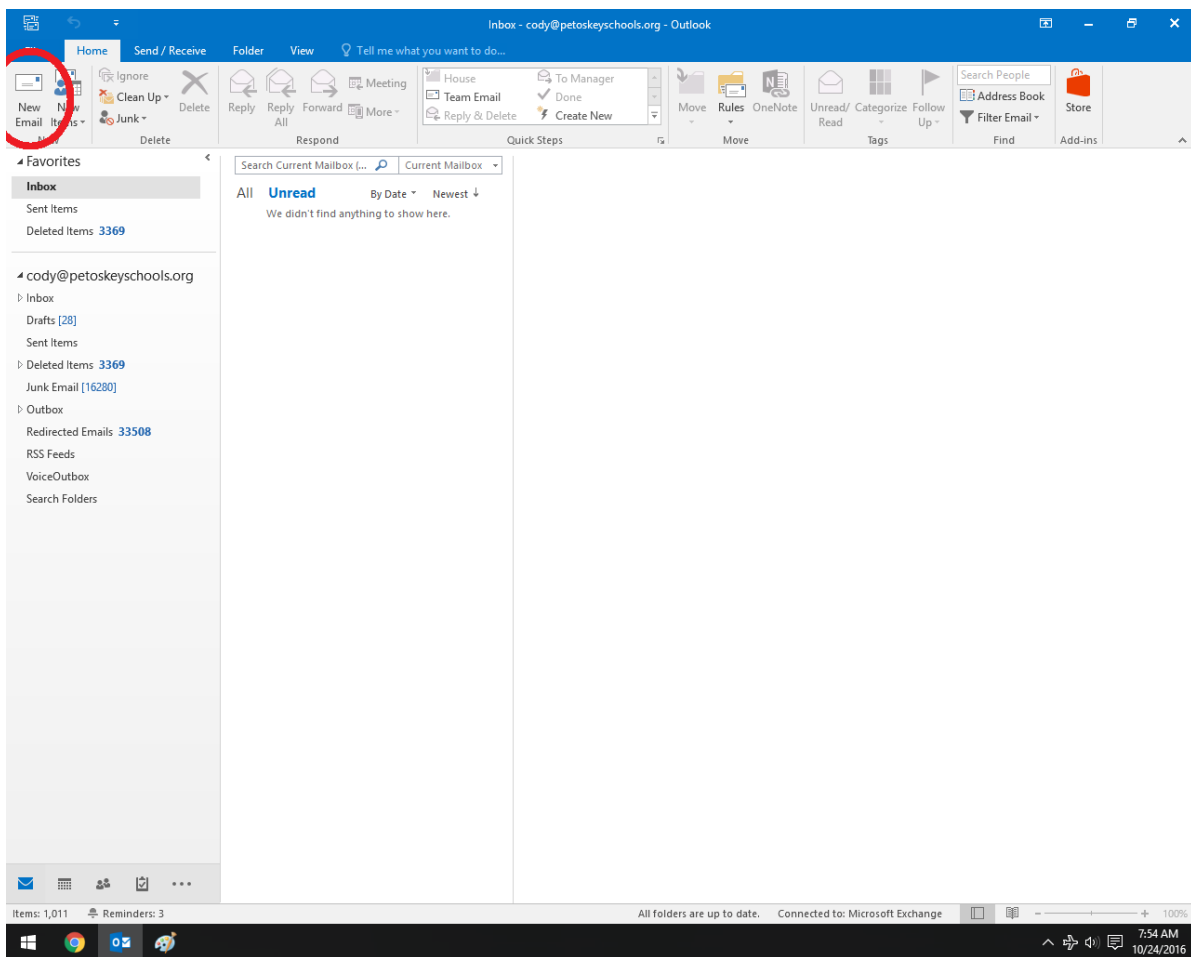 Inbox - cody@petoskeyschools.org - Outlook
Home Send / Receive Folder View Tell me what you want to do...
New Email
New Items
Ignore
Clean Up
Junk
Delete
Delete
Reply
Reply All
Forward
Meeting
More
Respond
House
Team Email
Reply & Delete
To Manager
Done
Create New
Quick Steps
Move
Rules
OneNote
Move
Unread/ Read
Categorize
Follow Up
Tags
Search People
Address Book
Filter Email
Find
Store
Add-ins
Favorites
Inbox
Sent Items
Deleted Items 3369
cody@petoskeyschools.org
Inbox
Drafts [28]
Sent Items
Deleted Items 3369
Junk Email [16280]
Outbox
Redirected Emails 33508
RSS Feeds
VoiceOutbox
Search Folders
Search Current Mailbox (... Current Mailbox
All Unread By Date Newest
We didn't find anything to show here.
Items: 1,011 Reminders: 3 All folders are up to date. Connected to: Microsoft Exchange 100%
7:54 AM
10/24/2016